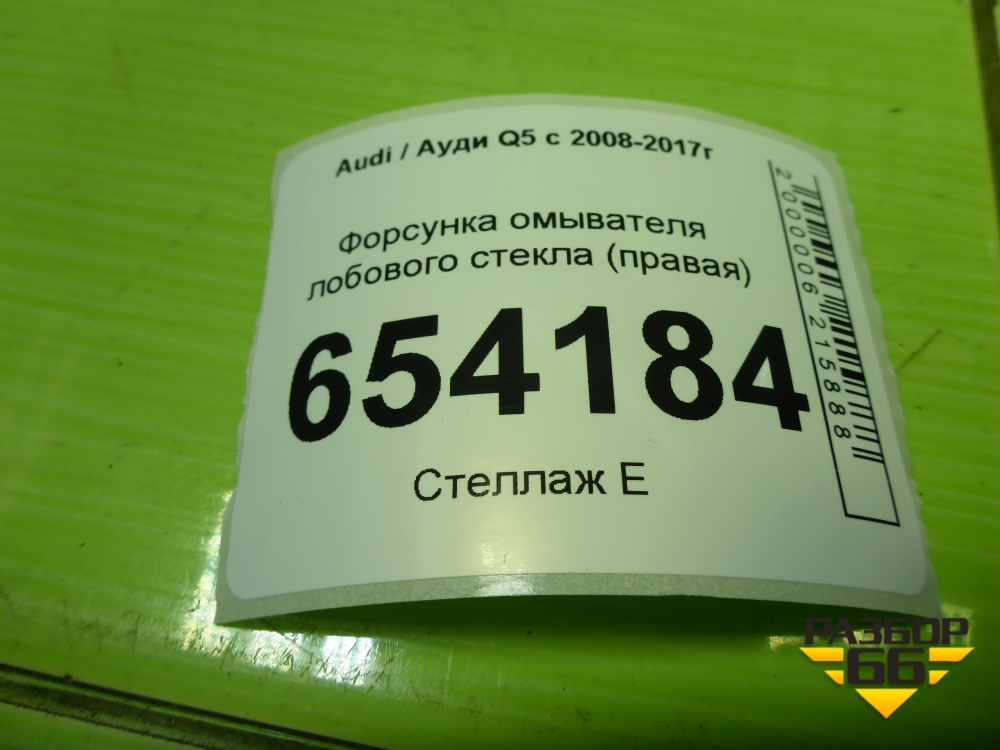 Audi / Ауди Q5 с 2008-2017г
Форсунка омывателя
лобового стекла (правая)
654184
Стеллаж Е
2000006215888
РАЗБОР
66